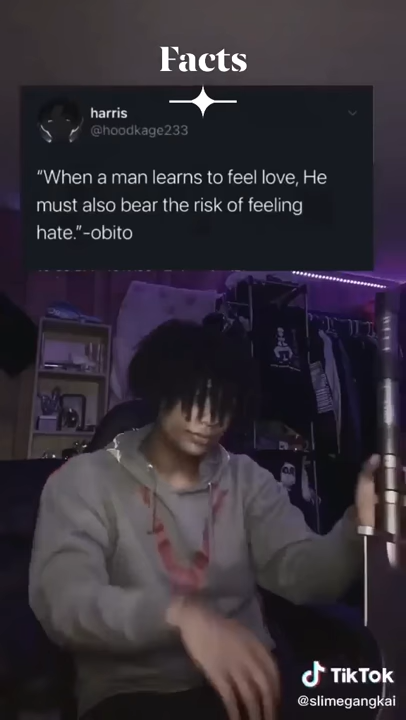 Facts
harris
@hoodkage233
“When a man learns to feel love, He
must also bear the risk of feeling
hate.”-obito
TikTok
@slimegangkai